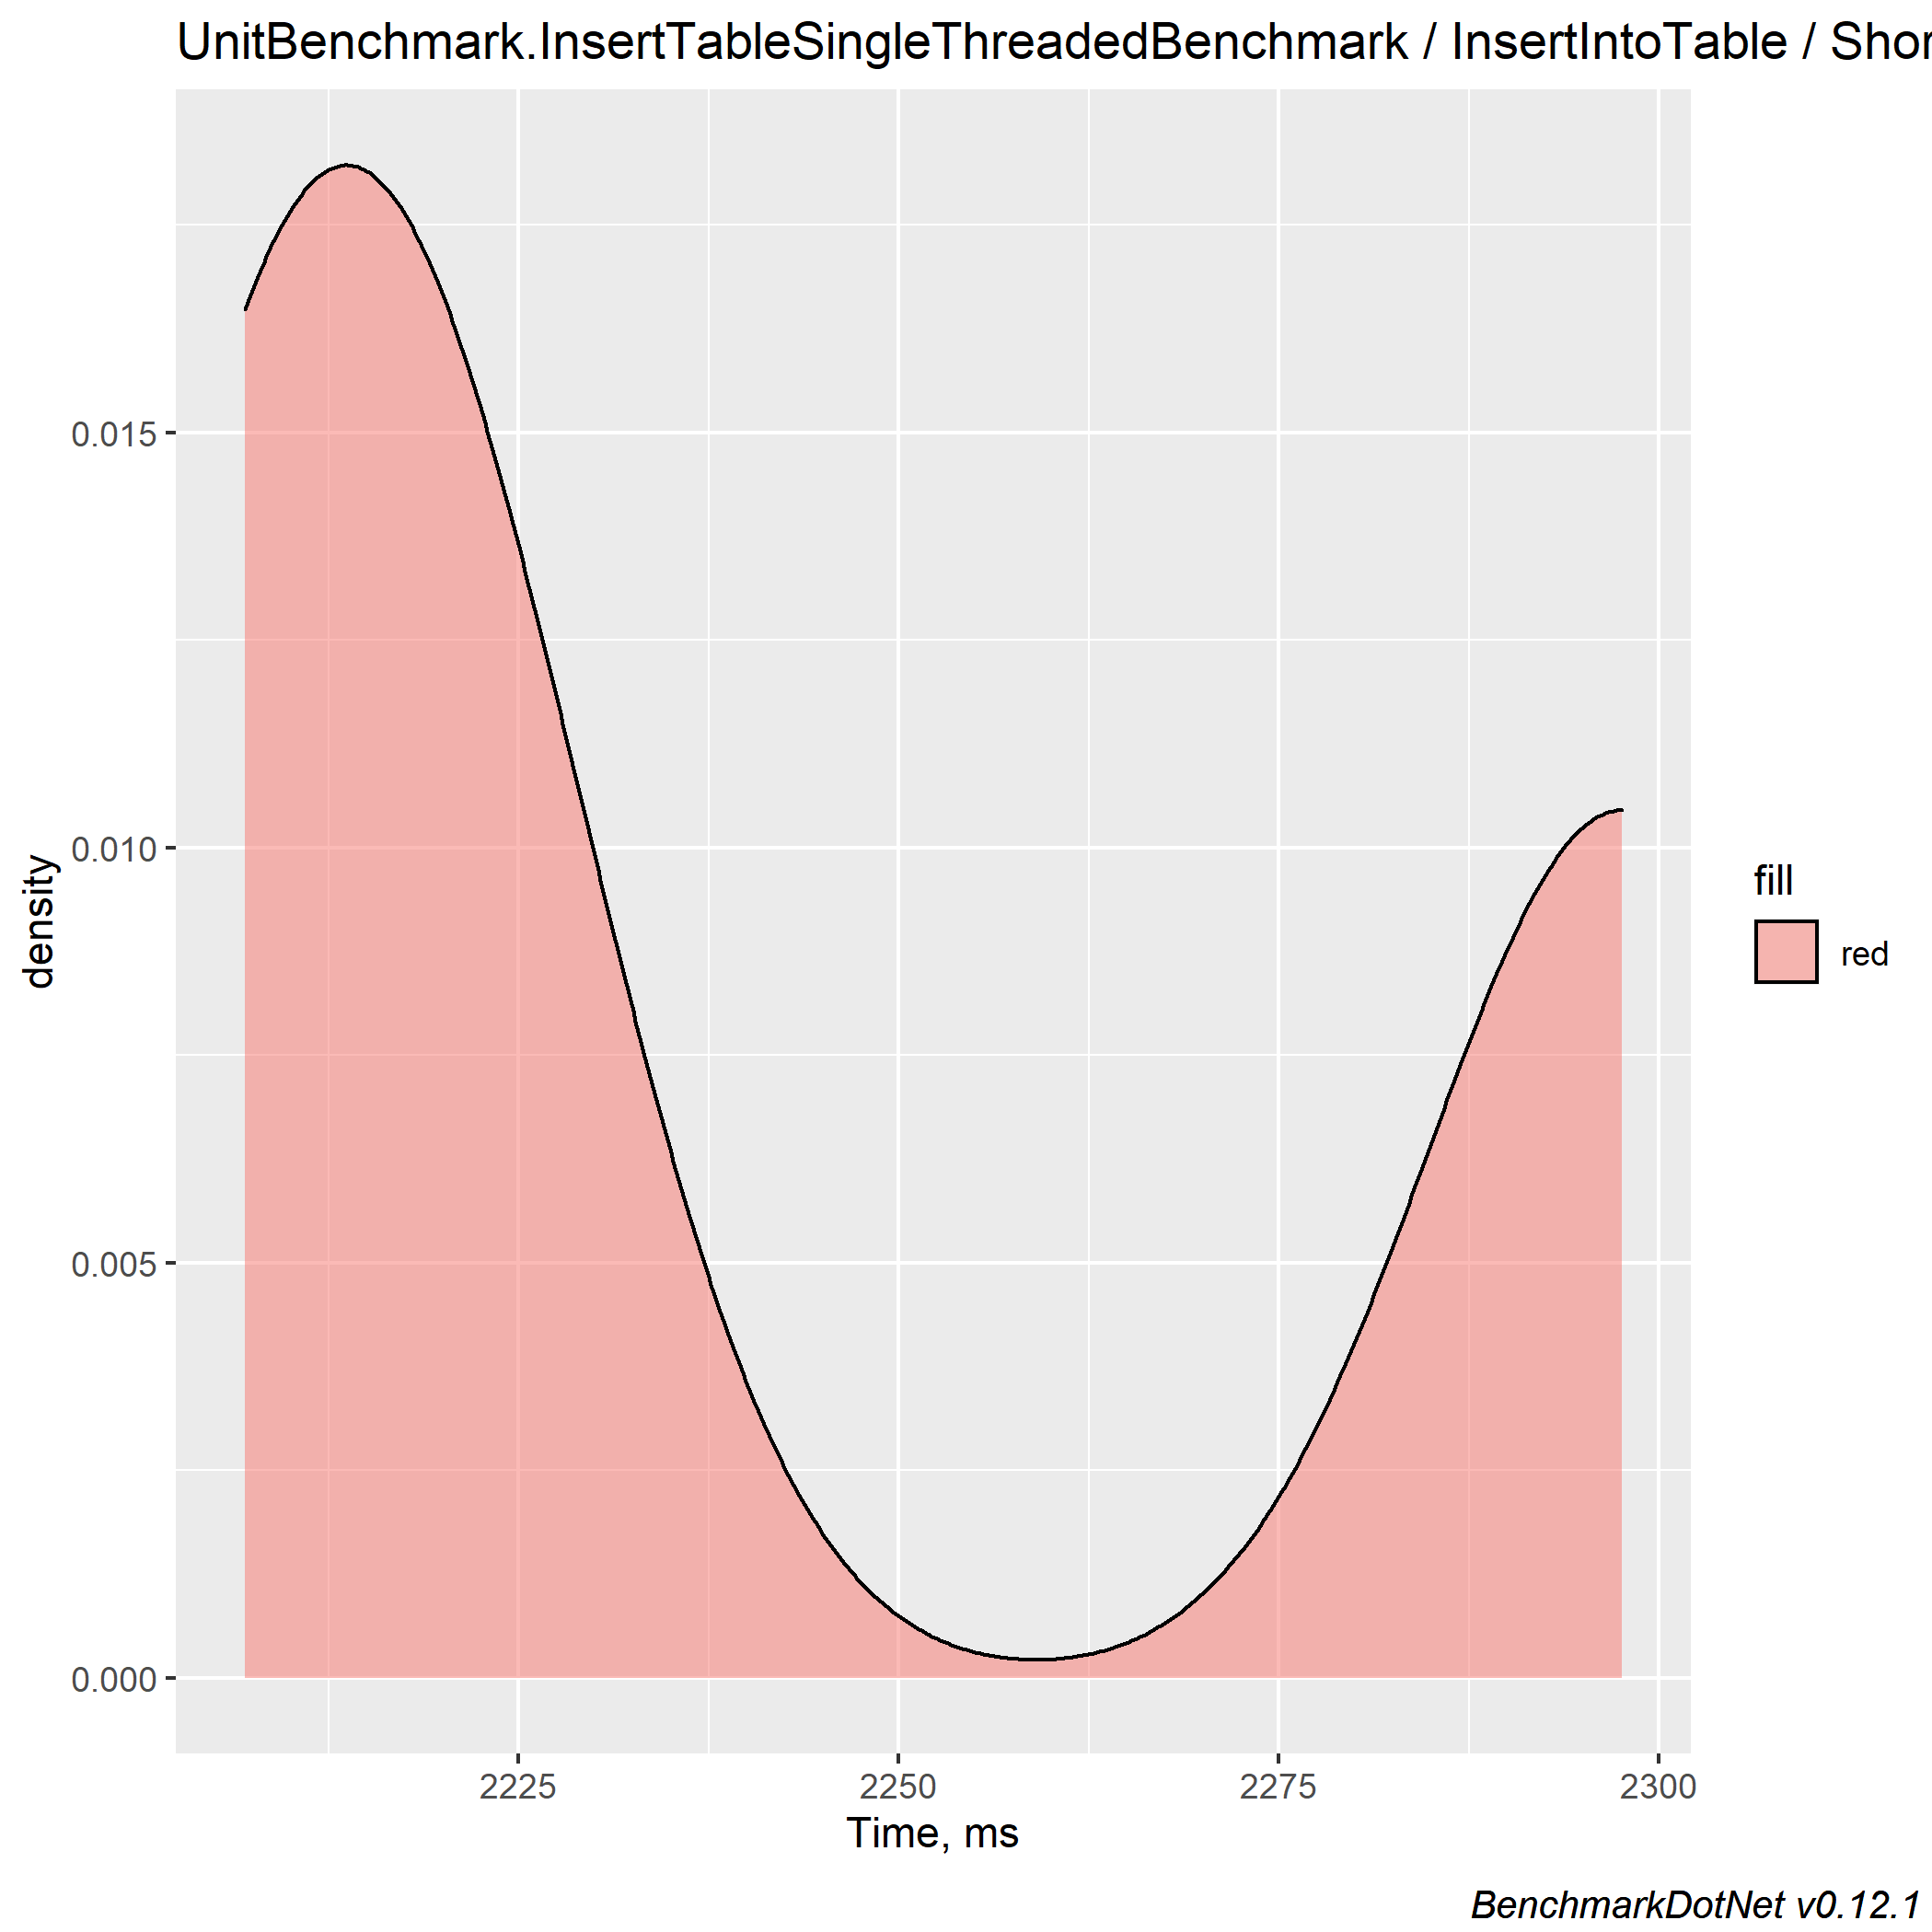 UnitBenchmark.InsertTableSingleThreadedBenchmark / InsertIntoTable / Shor
0.015
0.010
0.005
0.000
density
2225 2250 2275 2300
Time, ms
fill
red
BenchmarkDotNet v0.12.1